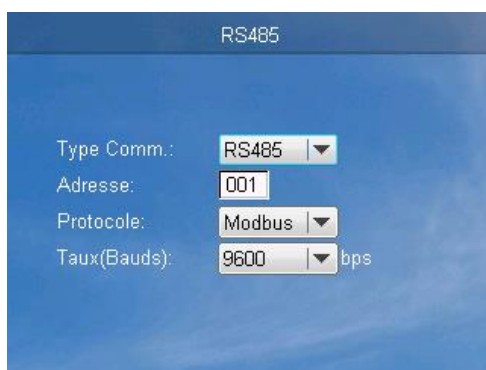 RS485
Type Comm.: RS485
Adresse: 001
Protocole: Modbus
Taux(Bauds): 9600 bps